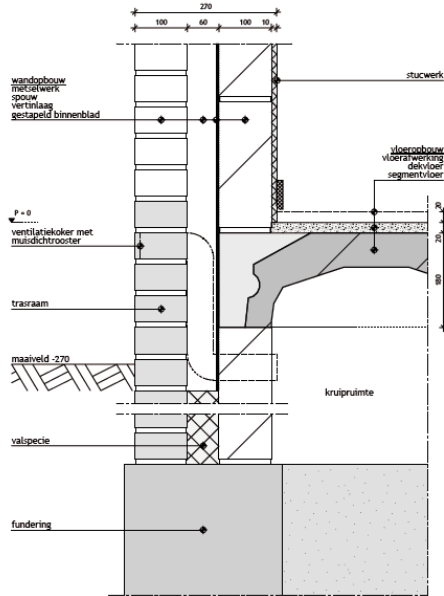 270
100 60 100 10
wandopbouw
metselwerk
spouw
vertinlaag
gestapeld binnenblad
stucwerk
vloeropbouw
vloerafwerking
dekvloer
segmentvloer
P = 0
ventilatiekoker met
muisdichtrooster
20
20
180
trasraam
maaiveld -270
kruipruimte
valspecie
fundering